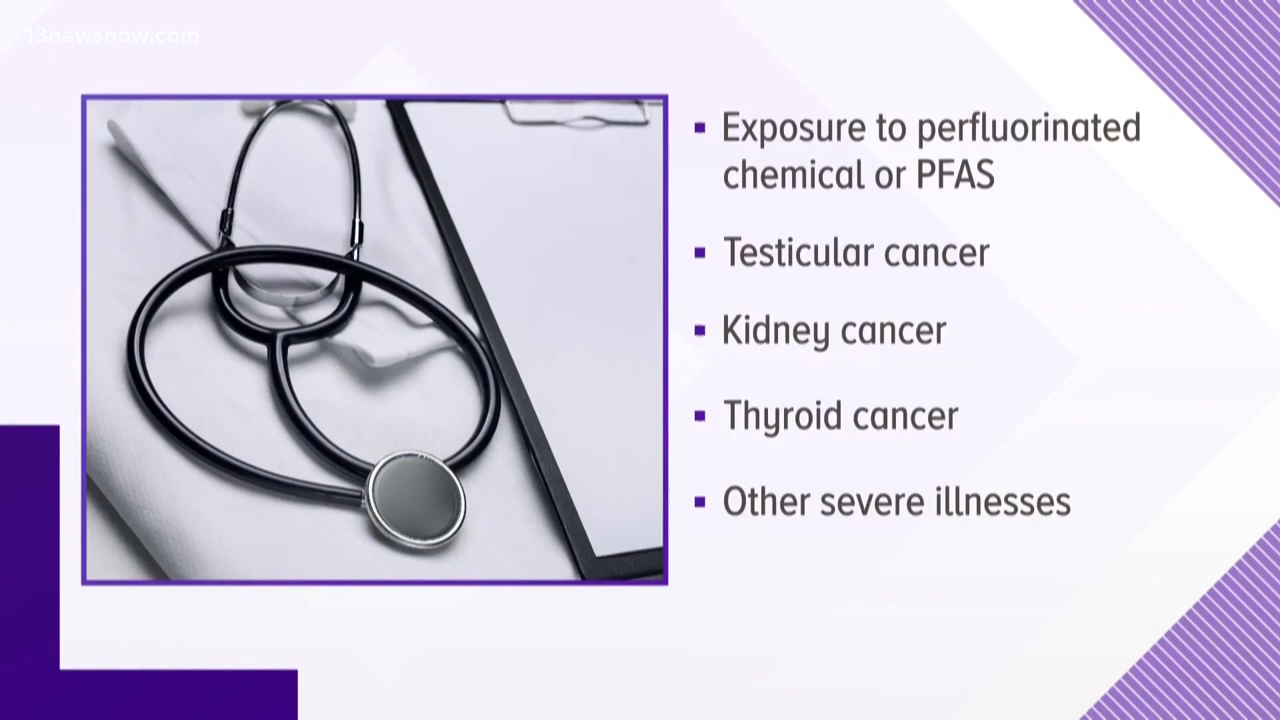 13newsnow.com
Exposure to perfluorinated
chemical or PFAS
Testicular cancer
Kidney cancer
Thyroid cancer
Other severe illnesses